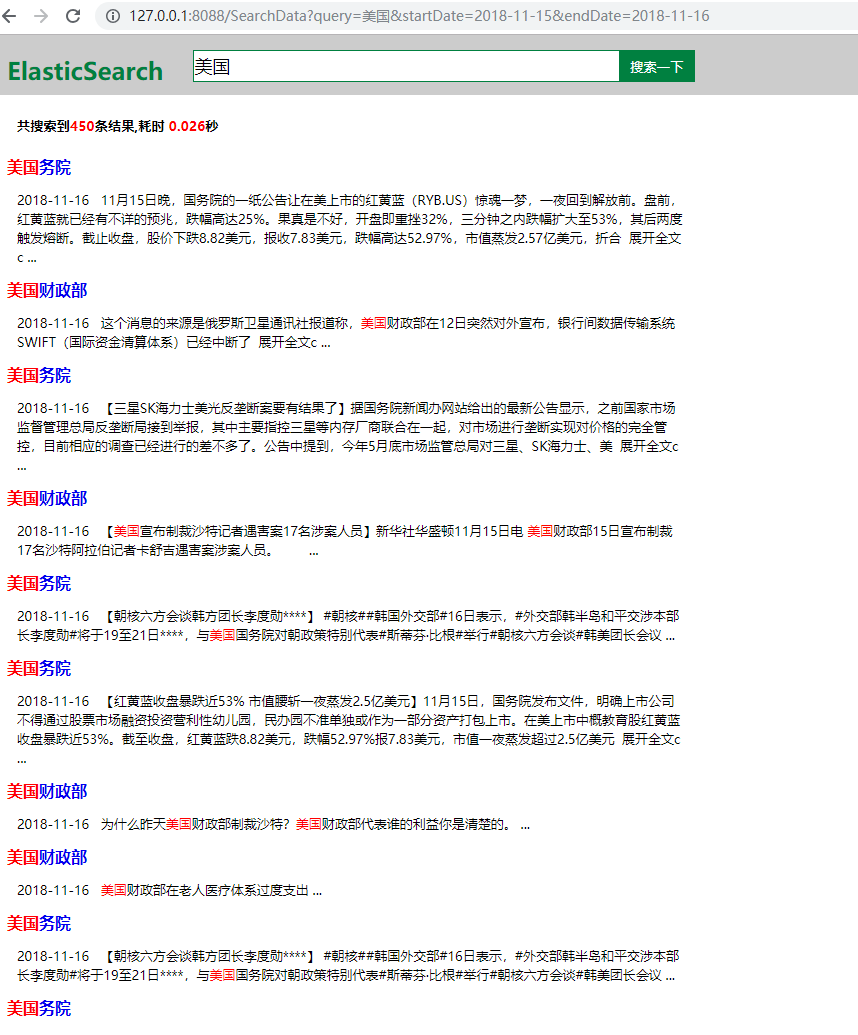 127.0.0.1:8088/SearchData?query=美国&startDate=2018-11-15&endDate=2018-11-16
ElasticSearch 美国 搜索一下
共搜索到450条结果,耗时 0.026秒
美国务院
2018-11-16 11月15日晚，国务院的一纸公告让在美上市的红黄蓝（RYB.US）惊魂一梦，一夜回到解放前。盘前，
红黄蓝就已经有不详的预兆，跌幅高达25%。果真是不好，开盘即重挫32%，三分钟之内跌幅扩大至53%，其后两度
触发熔断。截止收盘，股价下跌8.82美元，报收7.83美元，跌幅高达52.97%，市值蒸发2.57亿美元，折合 展开全文
c ...
美国财政部
2018-11-16 这个消息的来源是俄罗斯卫星通讯社报道称，美国财政部在12日突然对外宣布，银行间数据传输系统
SWIFT（国际资金清算体系）已经中断了 展开全文c ...
美国务院
2018-11-16 【三星SK海力士美光反垄断案要有结果了】据国务院新闻办网站给出的最新公告显示，之前国家市场
监督管理总局反垄断局接到举报，其中主要指控三星等内存厂商联合在一起，对市场进行垄断实现对价格的完全管
控，目前相应的调查已经进行的差不多了。公告中提到，今年5月底市场监管总局对三星、SK海力士、美 展开全文c
...
美国财政部
2018-11-16 【美国宣布制裁沙特记者遇害案17名涉案人员】新华社华盛顿11月15日电 美国财政部15日宣布制裁
17名沙特阿拉伯记者卡舒吉遇害案涉案人员。 ...
美国务院
2018-11-16 【朝核六方会谈韩方团长李度勋****】 #朝核##韩国外交部#16日表示，#外交部韩半岛和平交涉本部
长李度勋#将于19至21日****，与美国国务院对朝政策特别代表#斯蒂芬·比根#举行#朝核六方会谈#韩美团长会议 ...
美国务院
2018-11-16 【红黄蓝收盘暴跌近53% 市值腰斩一夜蒸发2.5亿美元】11月15日，国务院发布文件，明确上市公司
不得通过股票市场融资投资营利性幼儿园，民办园不准单独或作为一部分资产打包上市。在美上市中概教育股红黄蓝
收盘暴跌近53%。截至收盘，红黄蓝跌8.82美元，跌幅52.97%报7.83美元，市值一夜蒸发超过2.5亿美元 展开全文c
...
美国财政部
2018-11-16 为什么昨天美国财政部制裁沙特？美国财政部代表谁的利益你是清楚的。 ...
美国财政部
2018-11-16 美国财政部在老人医疗体系过度支出 ...
美国务院
2018-11-16 【朝核六方会谈韩方团长李度勋****】 #朝核##韩国外交部#16日表示，#外交部韩半岛和平交涉本部
长李度勋#将于19至21日****，与美国国务院对朝政策特别代表#斯蒂芬·比根#举行#朝核六方会谈#韩美团长会议 ...
美国务院